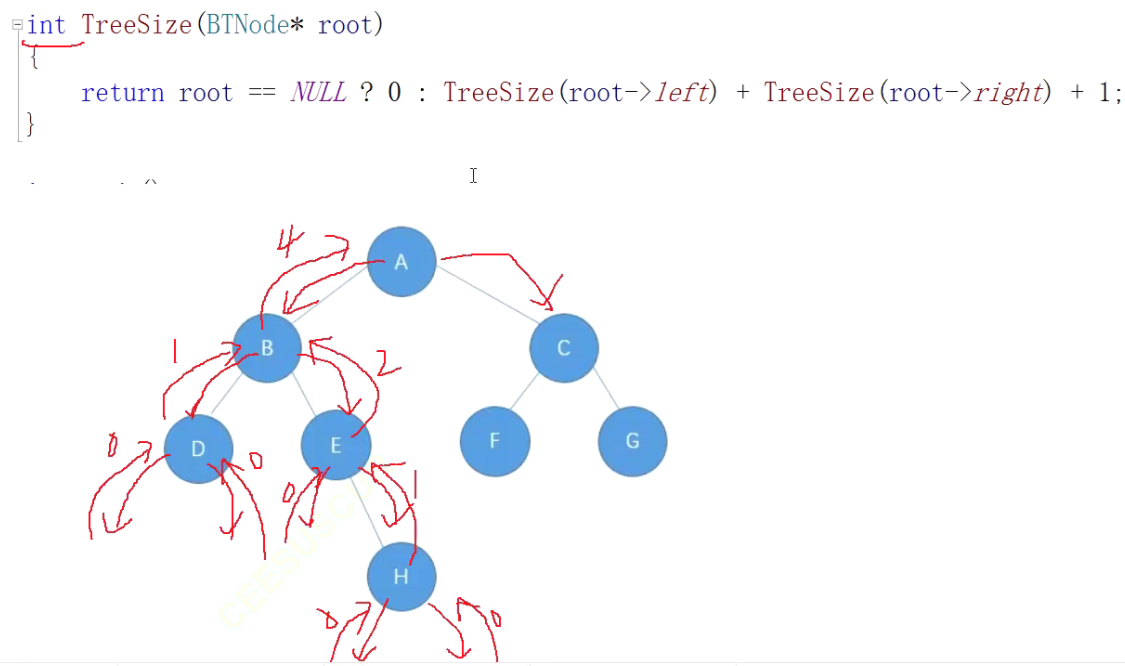 int TreeSize(BTNode* root)
{
return root == NULL ? 0 : TreeSize(root->left) + TreeSize(root->right) + 1;
}
4
A
1
B
2
C
0
D
0
E
0
1
F
G
H
0
0